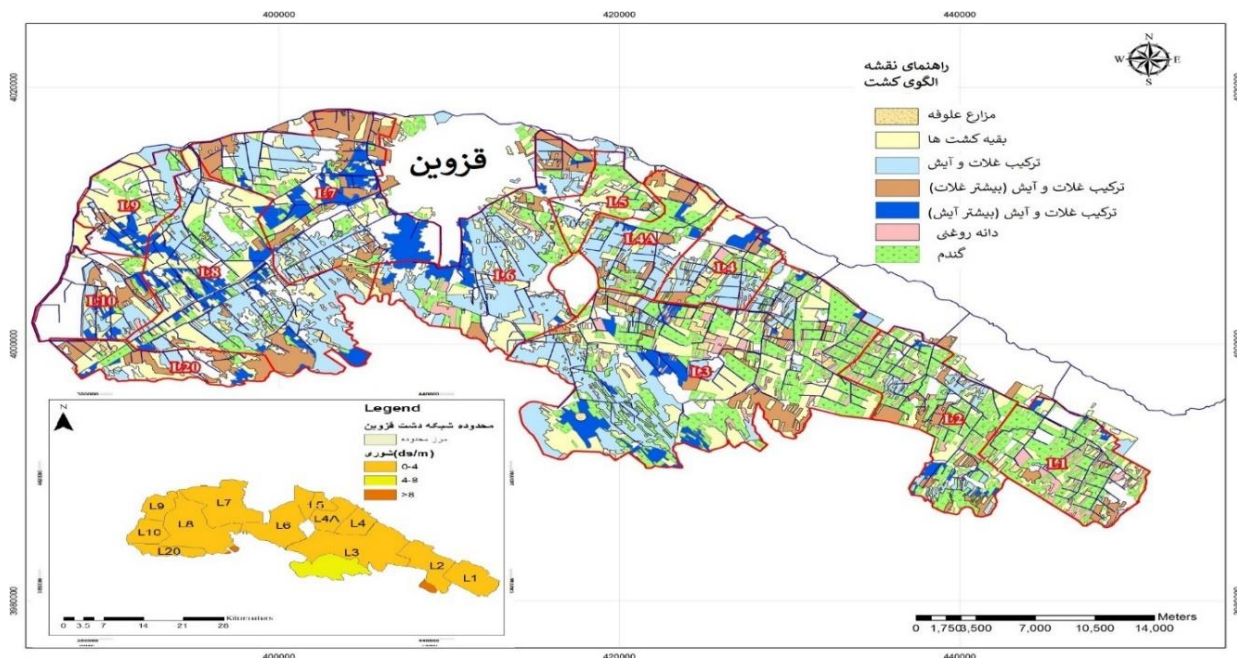 400000 420000 440000
4020000
N
W E
S
راهنمای نقشه
الگوی کشت
مزارع علوفه
بقیه کشت ها
ترکیب غلات و آیش
ترکیب غلات و آیش (بیشتر غلات)
ترکیب غلات و آیش (بیشتر آیش)
دانه روغنی
گندم
قزوین
L9
L7
L5
L4A
L4
L8
L6
L10
L20
L3
L2
L1
4000000
3980000
Meters
0 1,750 3,500 7,000 10,500 14,000
N
Legend
محدوده شبکه دشت قزوین
مرز محدوده
شوری(ds/m)
0-4
4-8
>8
L9
L7
L5
L10
L8
L6
L4A
L4
L20
L3
L2
L1
Kilometers
0 3.5 7 14 21 28
400000 420000 440000